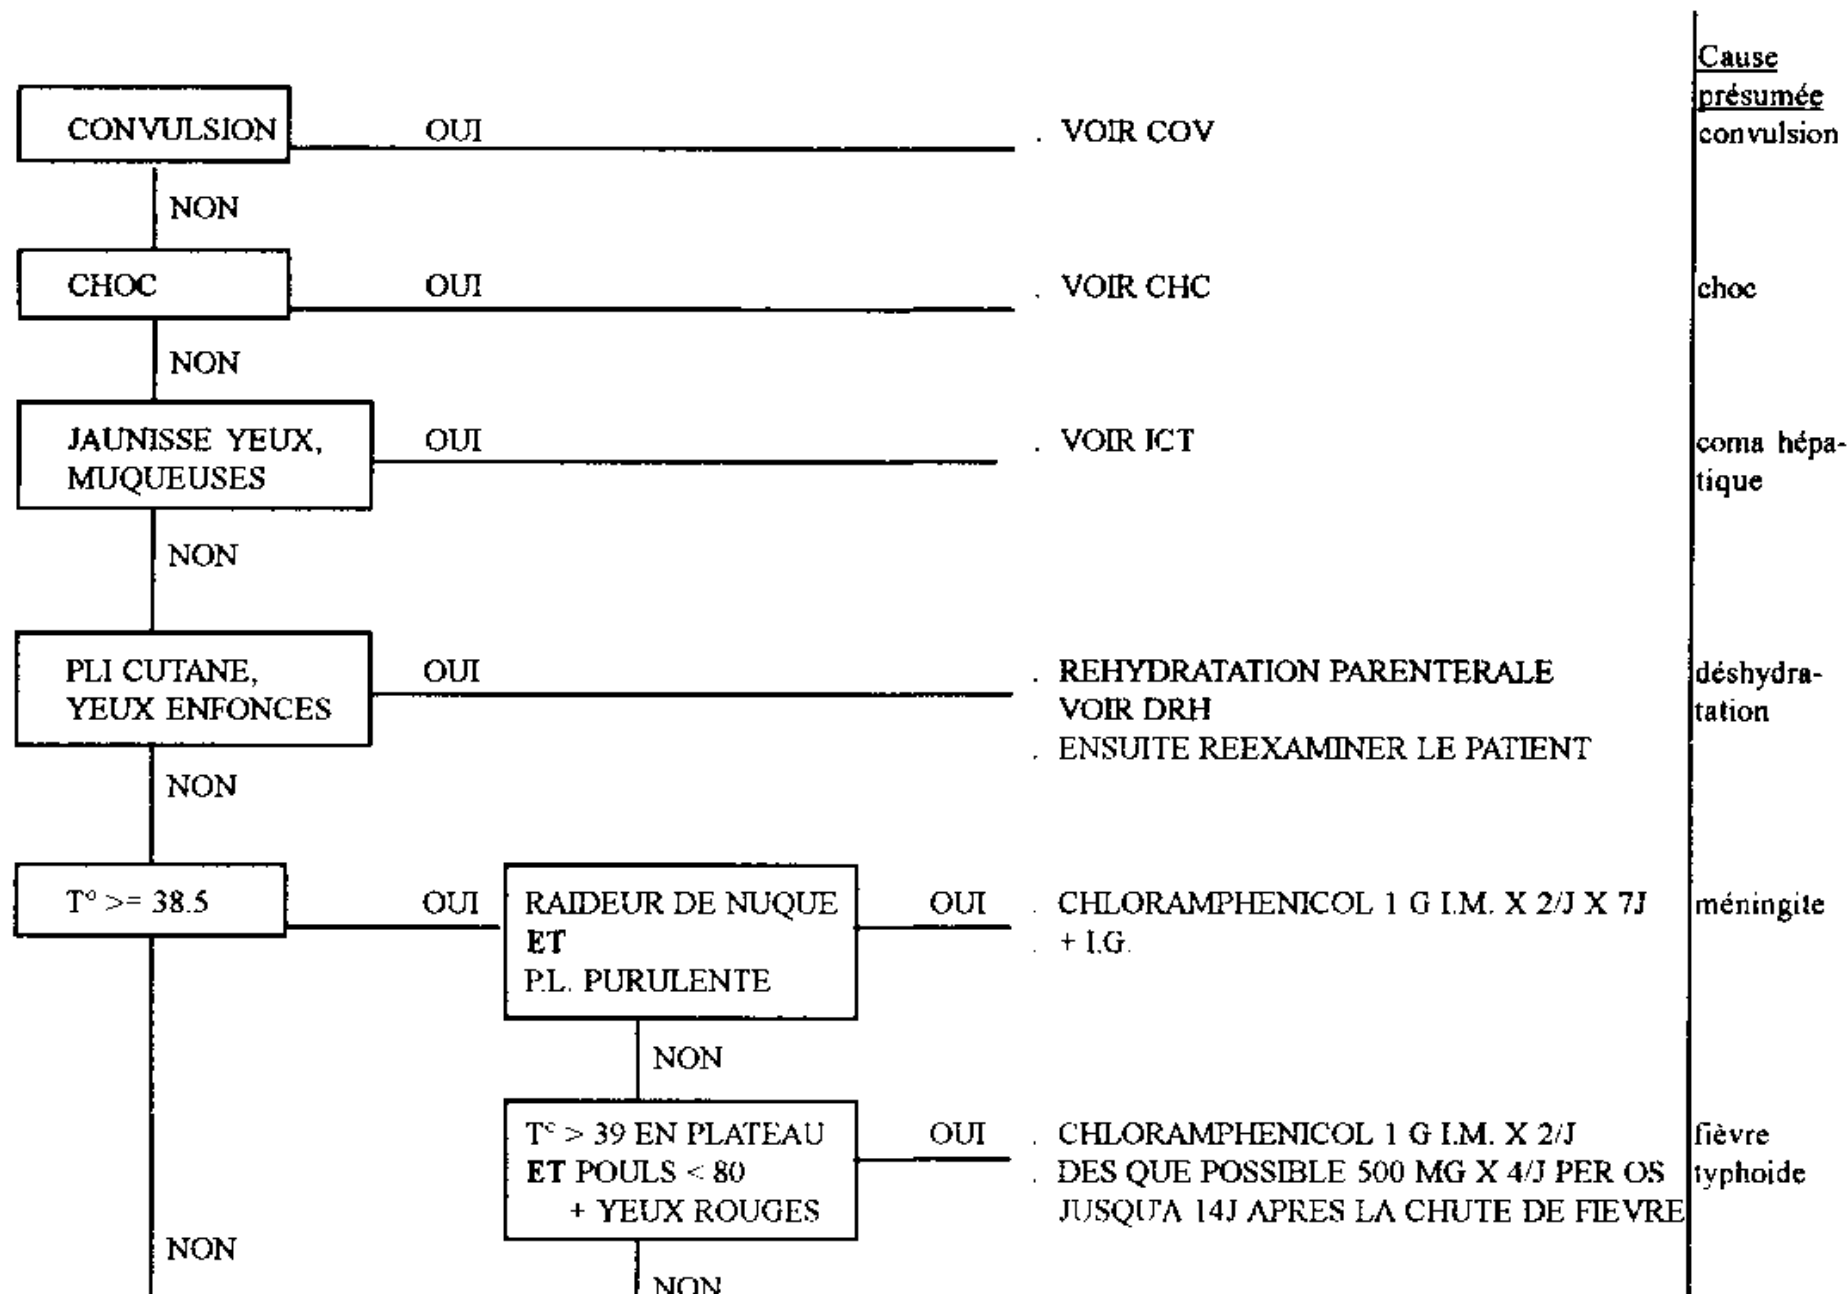 Cause
présumée
CONVULSION OUI . VOIR COV convulsion
NON
CHOC OUI . VOIR CHC choc
NON
JAUNISSE YEUX, OUI . VOIR ICT coma hépa-
MUQUEUSES tique
NON
PLI CUTANE, OUI . REHYDRATATION PARENTERALE déshydra-
YEUX ENFONCES VOIR DRH tation
. ENSUITE REEXAMINER LE PATIENT
NON
T° >= 38.5 OUI RAIDEUR DE NUQUE OUI . CHLORAMPHENICOL 1 G I.M. X 2/J X 7J méningite
ET . + I.G.
P.L. PURULENTE
NON
T° > 39 EN PLATEAU OUI . CHLORAMPHENICOL 1 G I.M. X 2/J fièvre
ET POULS < 80 . DES QUE POSSIBLE 500 MG X 4/J PER OS typhoide
+ YEUX ROUGES JUSQU'A 14J APRES LA CHUTE DE FIEVRE
NON
NON